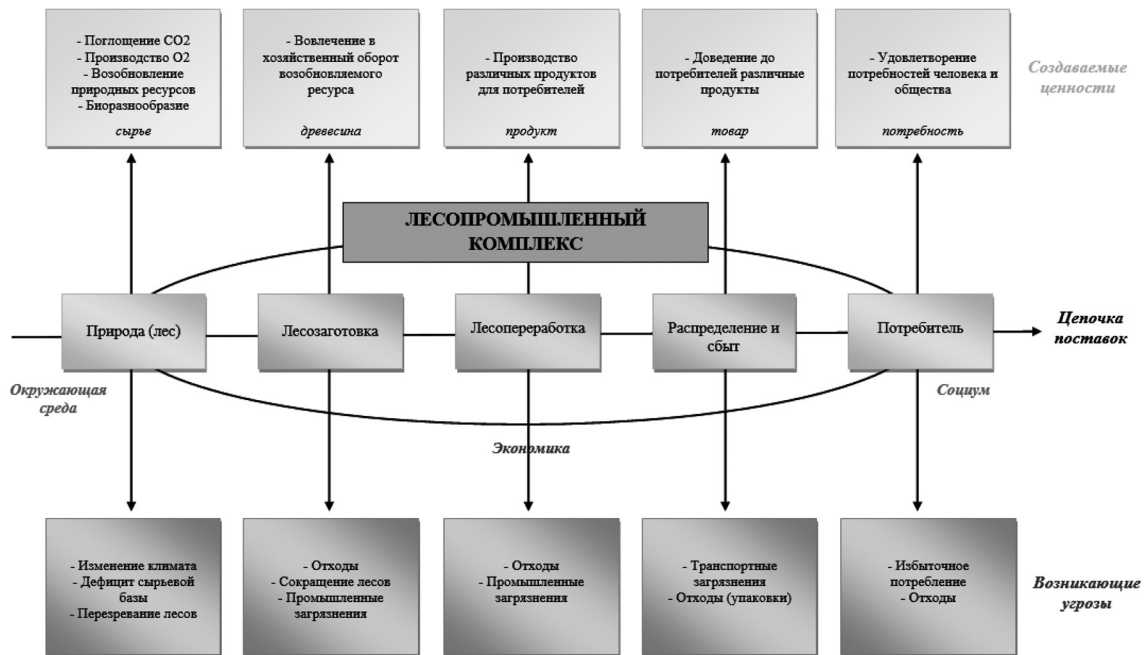 - Поглощение CO2
- Производство O2
- Возобновление
природных ресурсов
- Биоразнообразие
сырье
- Вовлечение в
хозяйственный оборот
возобновляемого
ресурса
древесина
- Производство
различных продуктов
для потребителей
продукт
- Доведение до
потребителей различные
продукты
товар
- Удовлетворение
потребностей человека и
общества
потребность
Создаваемые
ценности
ЛЕСОПРОМЫШЛЕННЫЙ
КОМПЛЕКС
Природа (лес)
Лесозаготовка
Лесопереработка
Распределение и
сбыт
Потребитель
Цепочка
поставок
Окружающая
среда
Социум
Экономика
- Изменение климата
- Дефицит сырьевой
базы
- Перезревание лесов
- Отходы
- Сокращение лесов
- Промышленные
загрязнения
- Отходы
- Промышленные
загрязнения
- Транспортные
загрязнения
- Отходы (упаковки)
- Избыточное
потребление
- Отходы
Возникающие
угрозы